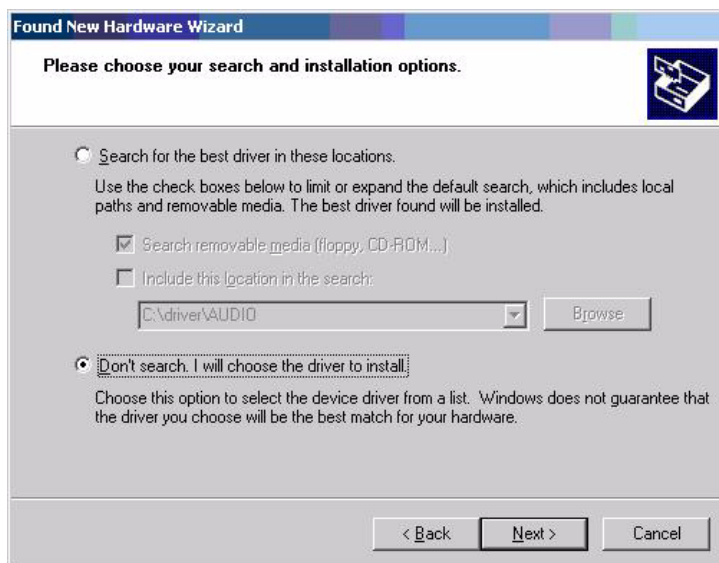 Found New Hardware Wizard
Please choose your search and installation options.
Search for the best driver in these locations.
Use the check boxes below to limit or expand the default search, which includes local
paths and removable media. The best driver found will be installed.
Search removable media (floppy, CD-ROM...)
Include this location in the search:
C:\driver\AUDIO
Browse
Don't search. I will choose the driver to install.
Choose this option to select the device driver from a list. Windows does not guarantee that
the driver you choose will be the best match for your hardware.
< Back
Next >
Cancel